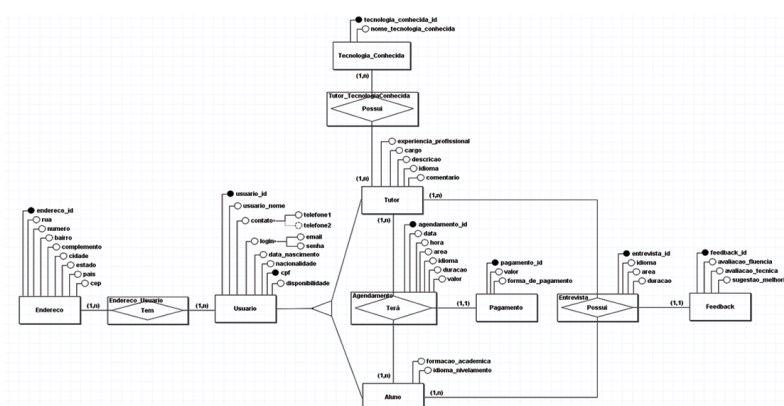 tecnologia_conhecida_id
nome_tecnologia_conhecida
Tecnologia_Conhecida
(1,n)
Tutor_TecnologiaConhecida
Possui
(1,n)
experiencia_profissional
cargo
descricao
idioma
comentario
Tutor
(1,n)
(1,n)
usuario_id
usuario_nome
contato
telefone1
telefone2
login
email
senha
data_nascimento
nacionalidade
cpf
disponibilidade
Usuario
endereco_id
rua
numero
bairro
complemento
cidade
estado
pais
cep
Endereco
(1,n)
Endereco_Usuario
Tem
(1,n)
agendamento_id
data
hora
area
idioma
duracao
valor
Agendamento
Terá
(1,1)
pagamento_id
valor
forma_de_pagamento
Pagamento
entrevista_id
idioma
area
duracao
Entrevista
Possui
(1,1)
feedback_id
avaliacao_fluencia
avaliacao_tecnica
sugestao_melhori
Feedback
(1,n)
formacao_academica
idioma_nivelamento
Aluno
(1,n)